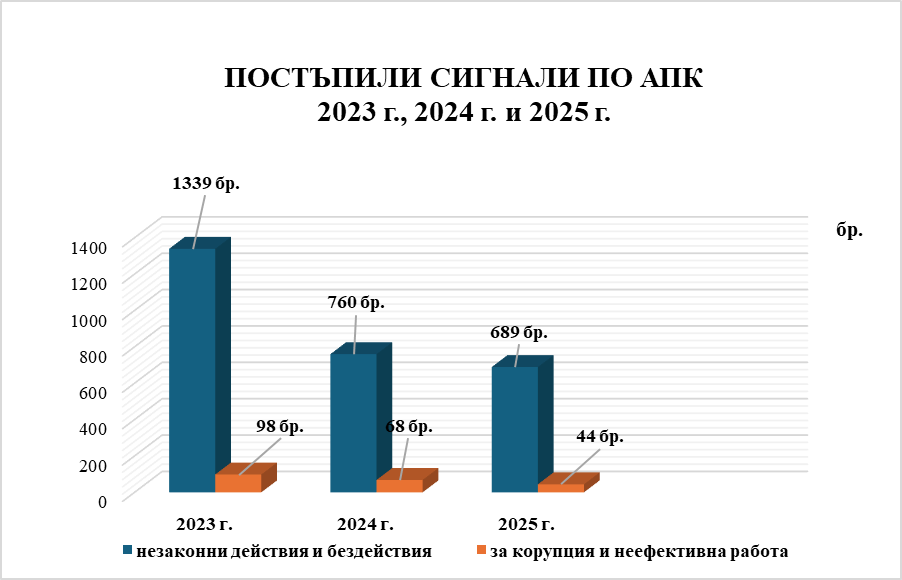 ПОСТЪПИЛИ СИГНАЛИ ПО АПК
2023 г., 2024 г. и 2025 г.
1339 бр.
бр.
1400
1200
760 бр.
1000
689 бр.
800
600
400
98 бр.
68 бр.
44 бр.
200
0
2023 г.
2024 г.
2025 г.
незаконни действия и бездействия
за корупция и неефективна работа